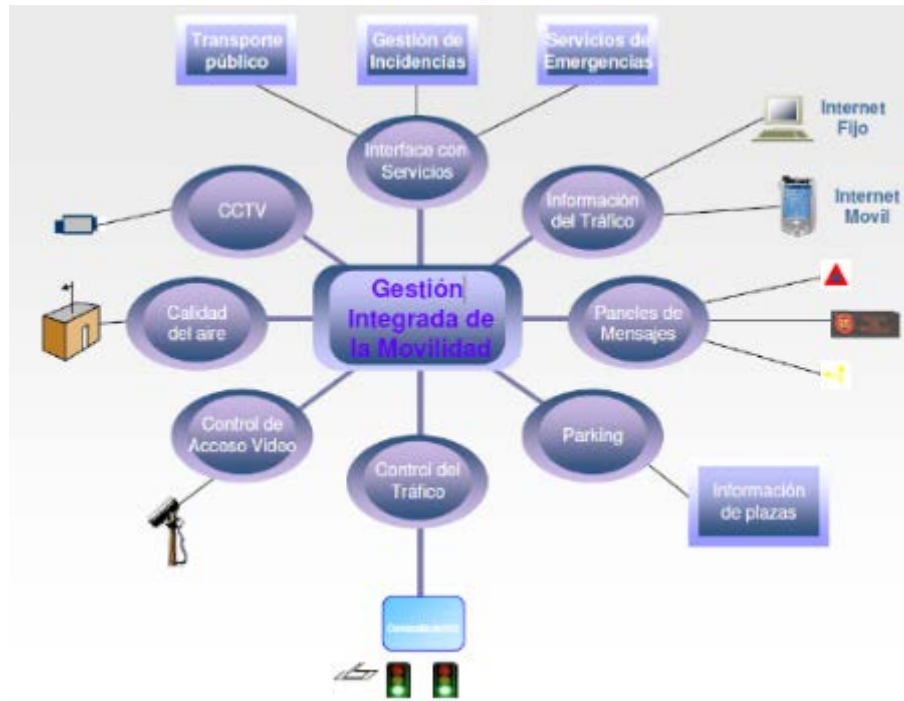 Transporte
público
Gestión de
Incidencias
Servicios de
Emergencias
Interface con
Servicios
Internet
Fijo
CCTV
Información
del Tráfico
Internet
Movil
Gestión
Integrada de
la Movilidad
Calidad
del aire
Paneles de
Mensajes
Control de
Acceso Video
Parking
Control del
Tráfico
Información
de plazas